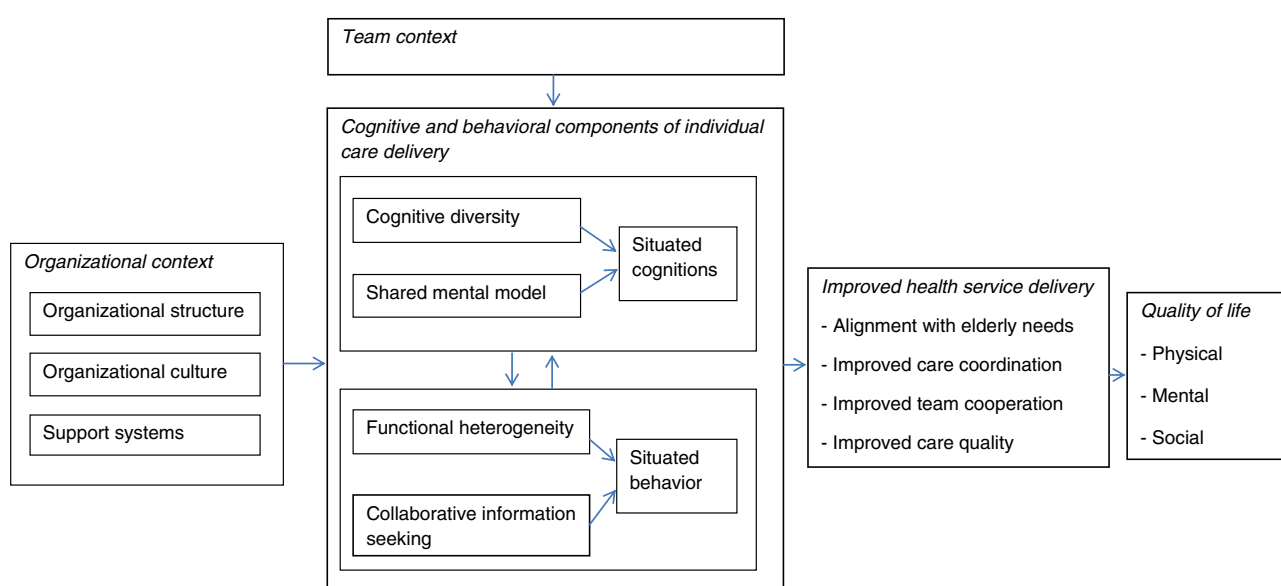 Team context
Cognitive and behavioral components of individual
care delivery
Cognitive diversity
Shared mental model
Situated
cognitions
Functional heterogeneity
Collaborative information
seeking
Situated
behavior
Organizational context
Organizational structure
Organizational culture
Support systems
Improved health service delivery
- Alignment with elderly needs
- Improved care coordination
- Improved team cooperation
- Improved care quality
Quality of life
- Physical
- Mental
- Social